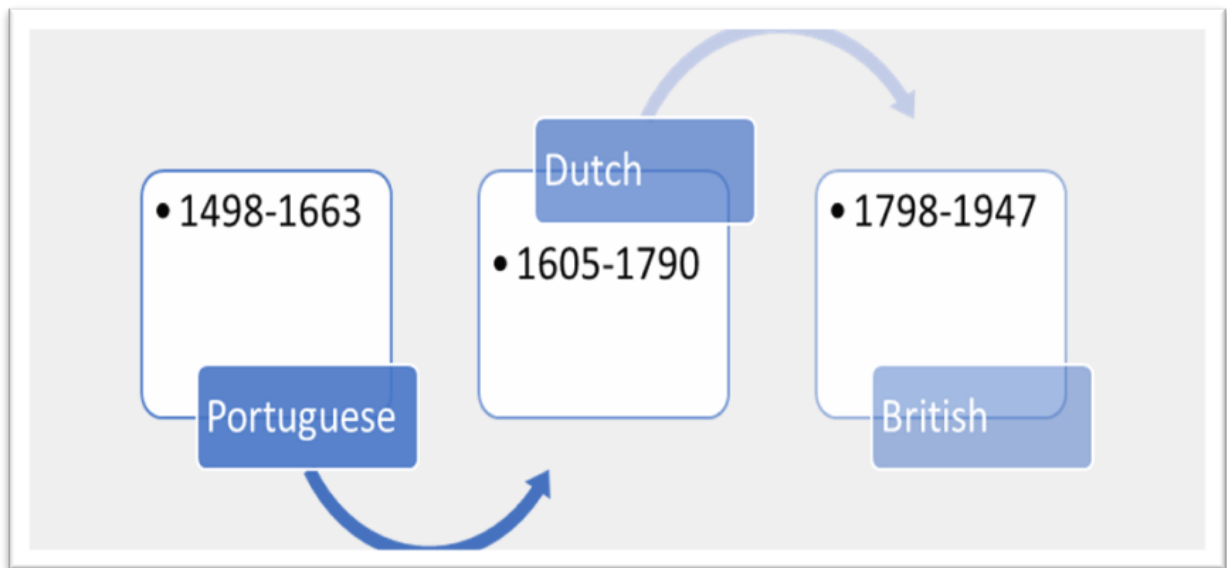 • 1498-1663
Portuguese
Dutch
• 1605-1790
• 1798-1947
British